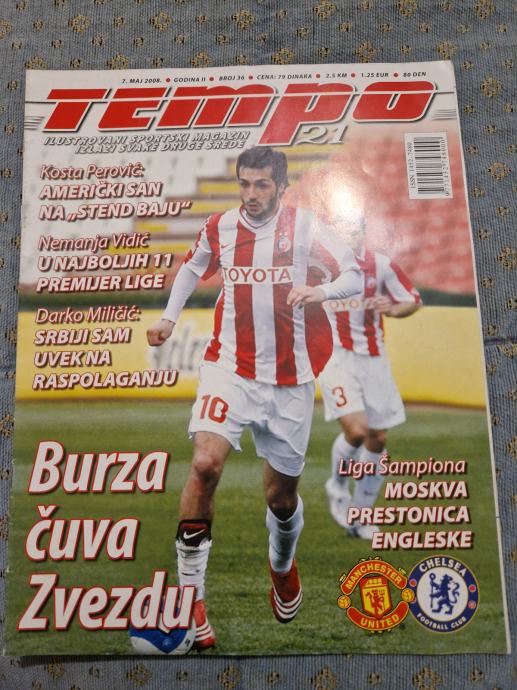 7. MAJ 2008. • GODINA II • BROJ 36 • CENA: 79 DINARA • 2.5 KM • 1.25 EUR • 80 DEN
TEMPO
21
ILUSTROVANI SPORTSKI MAGAZIN
IZLAZI SVAKE DRUGE SREDE
Kosta Perović:
AMERIČKI SAN
NA „STEND BAJU“
Nemanja Vidić
U NAJBOLJIH 11
PREMIJER LIGE
Darko Miličić:
SRBIJI SAM
UVEK NA
RASPOLAGANJU
TOYOTA
10
3
Burza
čuva
Zvezdu
Liga Šampiona
MOSKVA
PRESTONICA
ENGLESKE
MANCHESTER
UNITED
CHELSEA
FOOTBALL CLUB